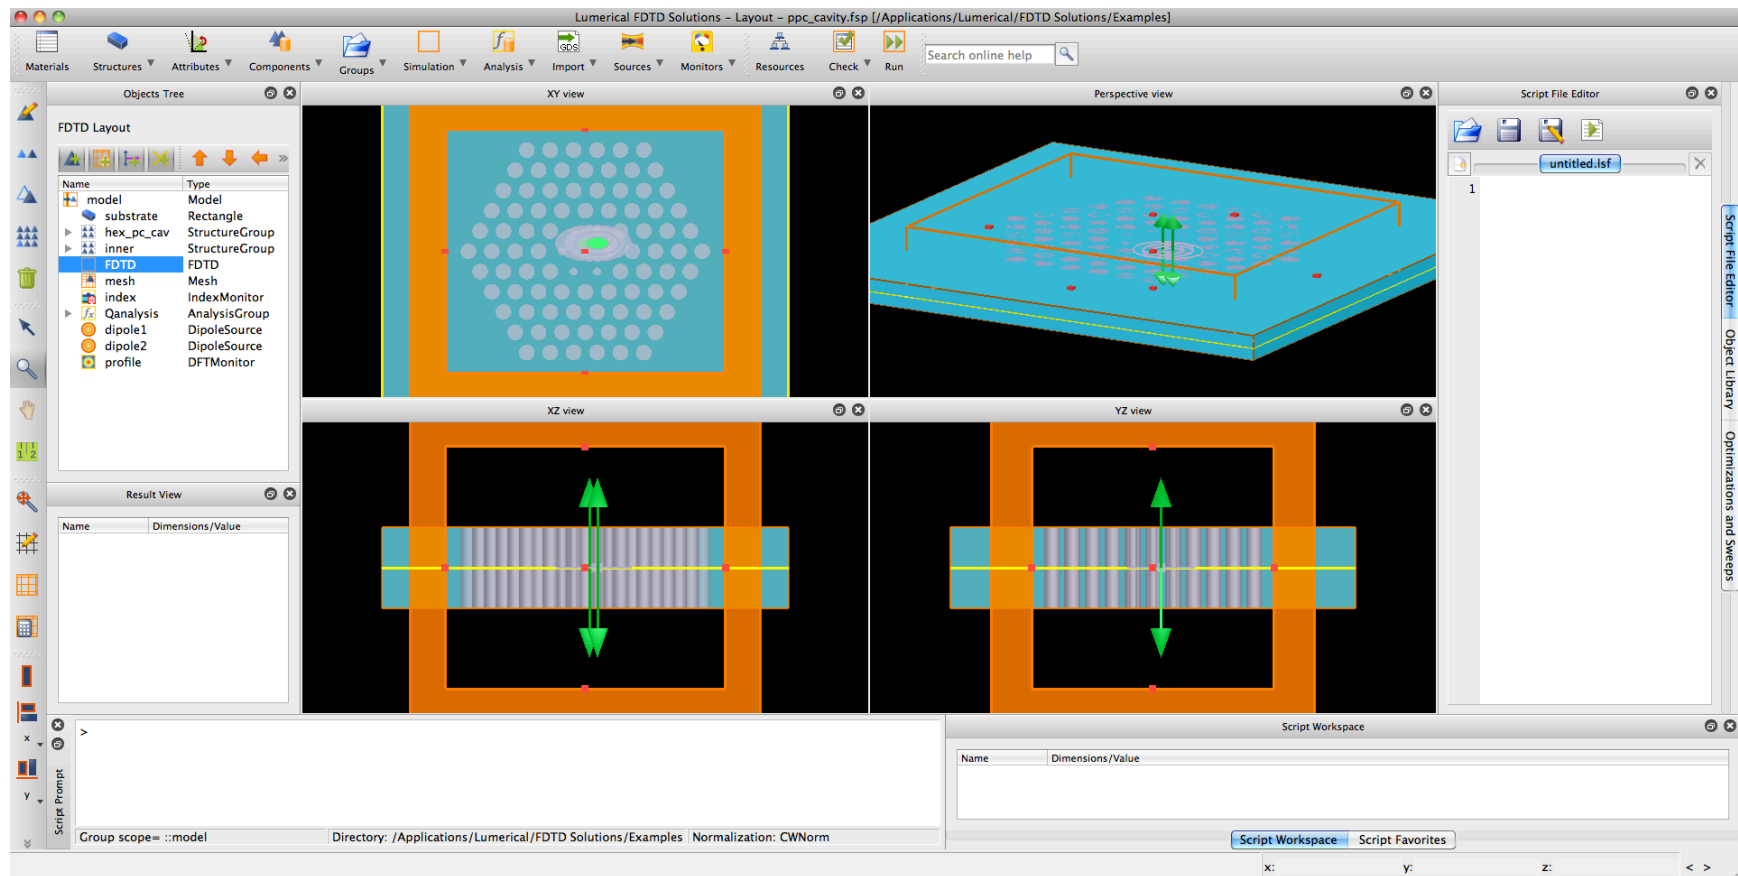 Lumerical FDTD Solutions - Layout - ppc_cavity.fsp [/Applications/Lumerical/FDTD Solutions/Examples]
Materials Structures Attributes Components Groups Simulation Analysis Import Sources Monitors Resources Check Run Search online help
GDS
Objects Tree
FDTD Layout
Name Type
model Model
substrate Rectangle
hex_pc_cav StructureGroup
inner StructureGroup
FDTD FDTD
mesh Mesh
index IndexMonitor
Qanalysis AnalysisGroup
dipole1 DipoleSource
dipole2 DipoleSource
profile DFTMonitor
Result View
Name Dimensions/Value
XY view
Perspective view
XZ view
YZ view
Script File Editor
untitled.lsf
1
Script File Editor
Object Library
Optimizations and Sweeps
1 2
x
y
Script Prompt
>
Group scope= ::model Directory: /Applications/Lumerical/FDTD Solutions/Examples Normalization: CWNorm
Script Workspace
Name Dimensions/Value
Script Workspace Script Favorites
x: y: z: < >